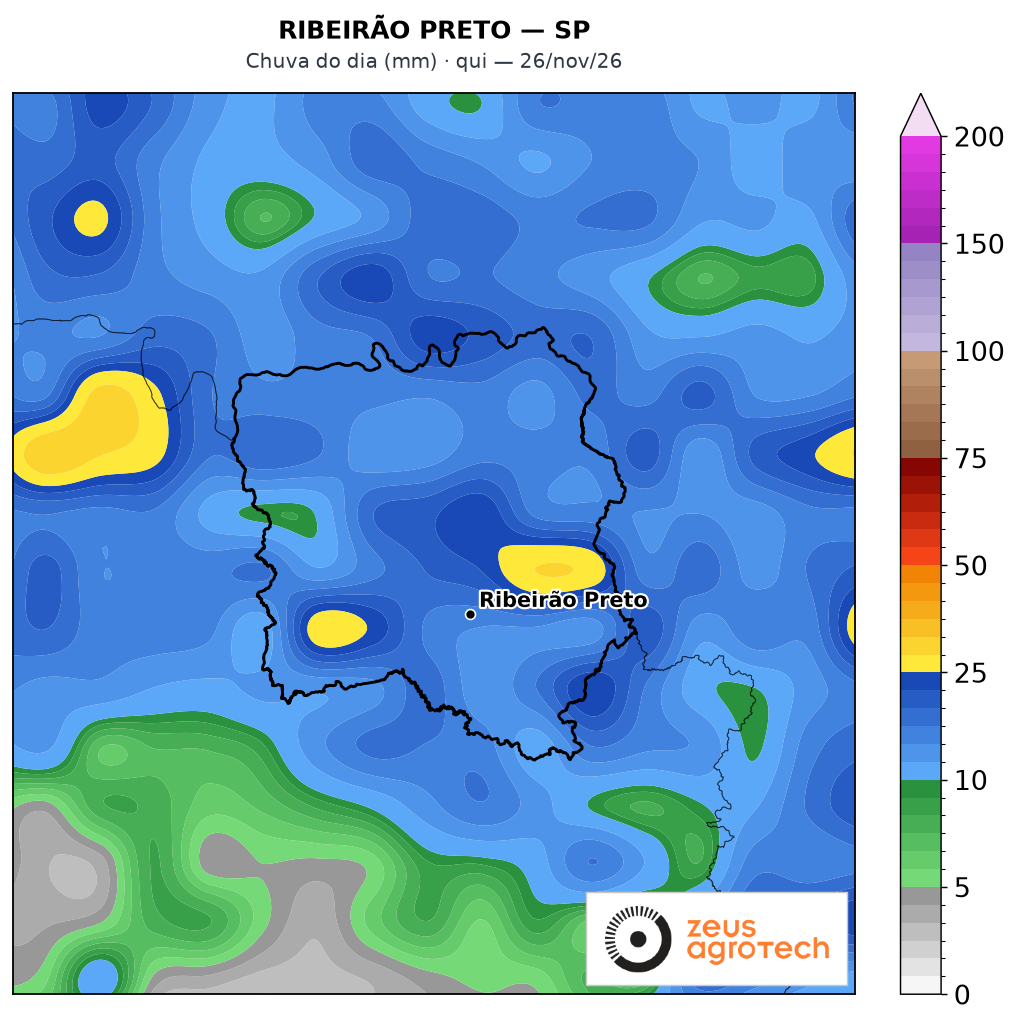 RIBEIRÃO PRETO — SP
Chuva do dia (mm) · qui — 26/nov/26
200
150
100
75
50
25
10
5
0
Ribeirão Preto
zeus
agrotech